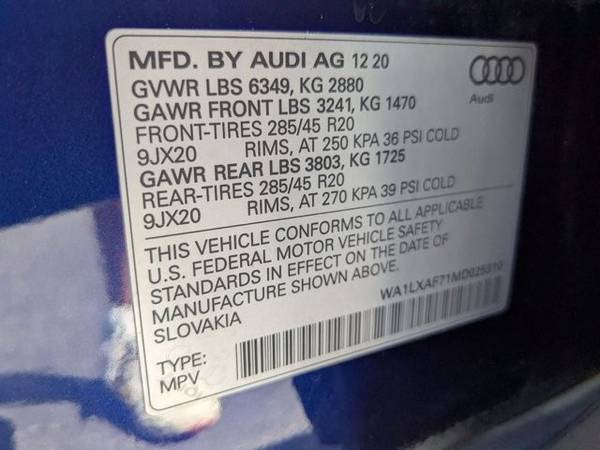 MFD. BY AUDI AG 12 20
GVWR LBS 6349, KG 2880
GAWR FRONT LBS 3241, KG 1470
FRONT-TIRES 285/45 R20
9JX20 RIMS, AT 250 KPA 36 PSI COLD
GAWR REAR LBS 3803, KG 1725
REAR-TIRES 285/45 R20
9JX20 RIMS, AT 270 KPA 39 PSI COLD
Audi
THIS VEHICLE CONFORMS TO ALL APPLICABLE
U.S. FEDERAL MOTOR VEHICLE SAFETY
STANDARDS IN EFFECT ON THE DATE OF
MANUFACTURE SHOWN ABOVE.
SLOVAKIA
WA1LXAF71MD025310
TYPE:
MPV